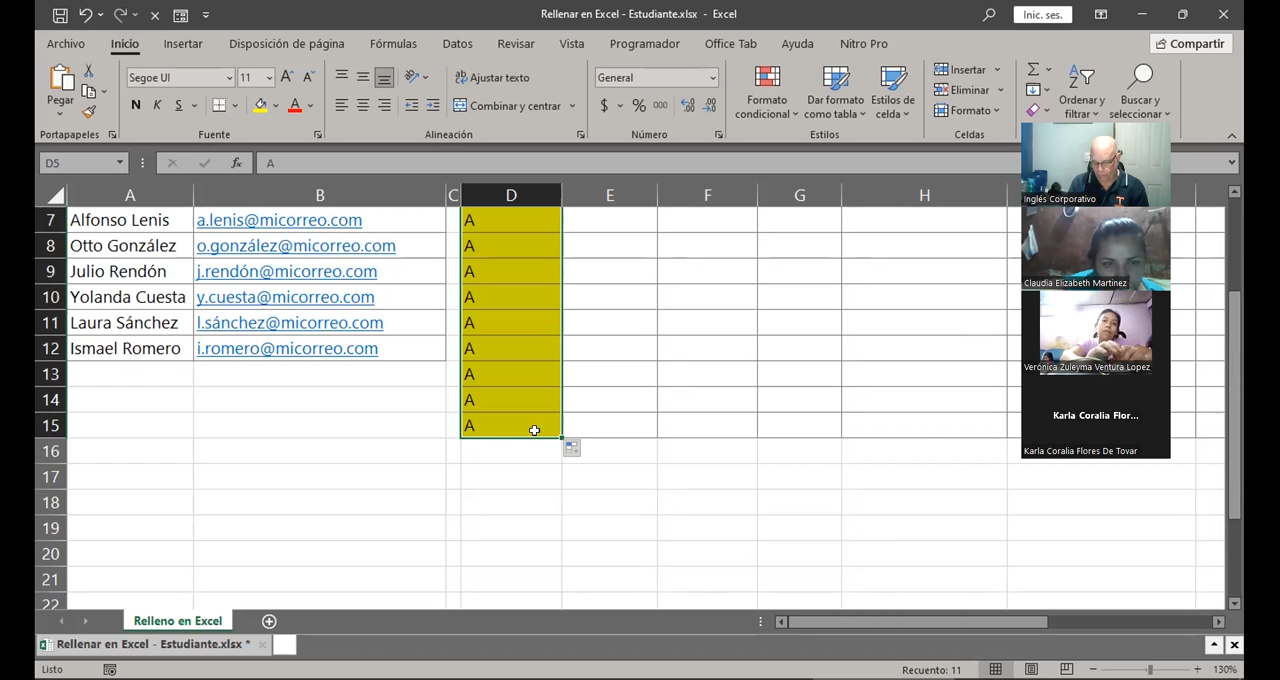 Rellenar en Excel - Estudiante.xlsx - Excel
Inic. ses.
Archivo Inicio Insertar Disposición de página Fórmulas Datos Revisar Vista Programador Office Tab Ayuda Nitro Pro
Compartir
Pegar
Portapapeles
Segoe UI 11
N K S
Fuente
Ajustar texto
Combinar y centrar
Alineación
General
$ % 000
Número
Formato condicional
Dar formato como tabla
Estilos de celda
Estilos
Insertar
Eliminar
Formato
Celdas
Ordenar y filtrar
Buscar y seleccionar
D5 fx A
A B C D E F G H
7 Alfonso Lenis a.lenis@micorreo.com A
8 Otto González o.gonzález@micorreo.com A
9 Julio Rendón j.rendón@micorreo.com A
10 Yolanda Cuesta y.cuesta@micorreo.com A
11 Laura Sánchez l.sánchez@micorreo.com A
12 Ismael Romero i.romero@micorreo.com A
13 A
14 A
15 A
16
17
18
19
20
21
22
Inglés Corporativo
Claudia Elizabeth Martínez
Verónica Zuleyma Ventura Lopez
Karla Coralia Flor...
Karla Coralia Flores De Tovar
Relleno en Excel
Rellenar en Excel - Estudiante.xlsx *
Listo
Recuento: 11
130%